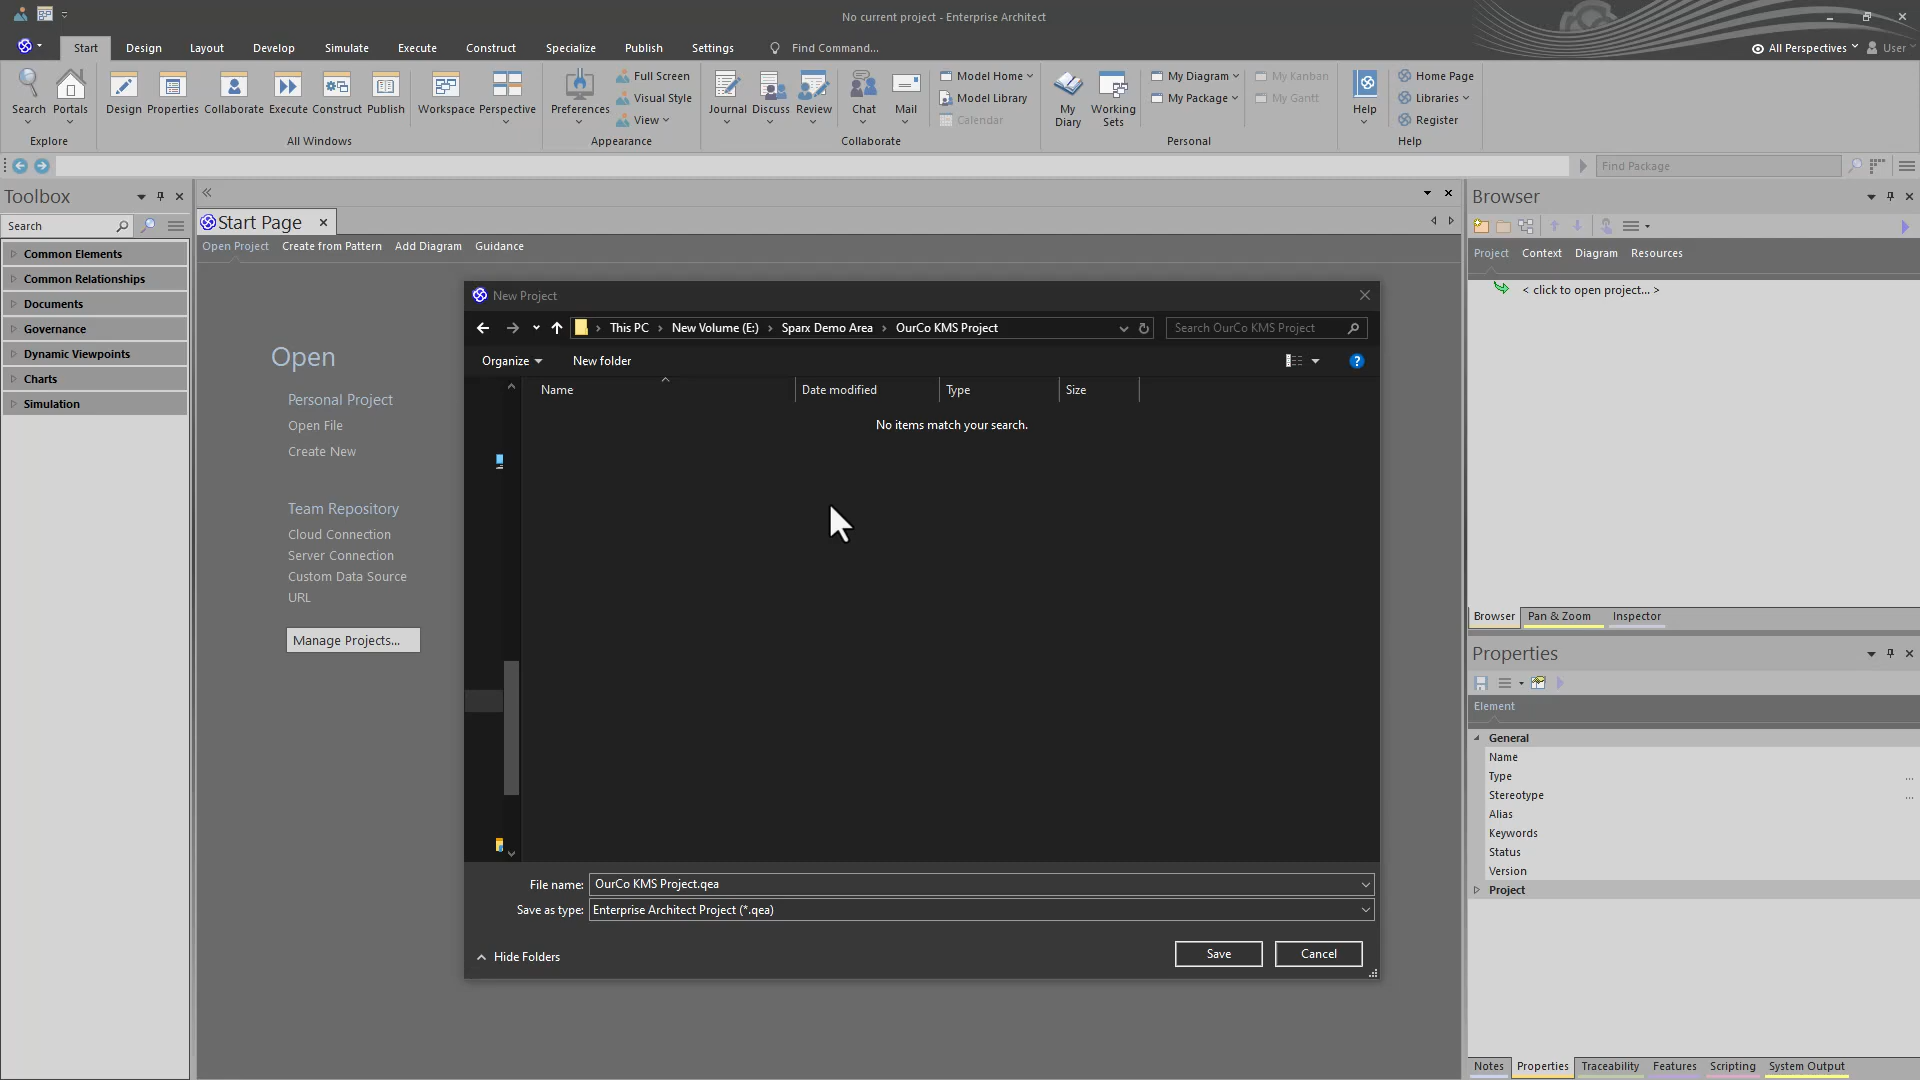 No current project - Enterprise Architect
Start Design Layout Develop Simulate Execute Construct Specialize Publish Settings Find Command... All Perspectives User
Search Portals Design Properties Collaborate Execute Construct Publish Workspace Perspective Preferences Full Screen Visual Style View Journal Discuss Review Chat Mail Model Home Model Library Calendar My Diary Working Sets My Diagram My Package My Kanban My Gantt Help Home Page Libraries Register
Explore All Windows Appearance Collaborate Personal Help
Find Package
Toolbox
Search
Common Elements
Common Relationships
Documents
Governance
Dynamic Viewpoints
Charts
Simulation
Start Page
Open Project Create from Pattern Add Diagram Guidance
Open
Personal Project
Open File
Create New
Team Repository
Cloud Connection
Server Connection
Custom Data Source
URL
Manage Projects...
New Project
This PC New Volume (E:) Sparx Demo Area OurCo KMS Project Search OurCo KMS Project
Organize New folder
Name Date modified Type Size
No items match your search.
File name: OurCo KMS Project.qea
Save as type: Enterprise Architect Project (*.qea)
Hide Folders Save Cancel
Browser
Project Context Diagram Resources
< click to open project... >
Browser Pan & Zoom Inspector
Properties
Element
General
Name
Type ...
Stereotype ...
Alias
Keywords
Status
Version
Project
Notes Properties Traceability Features Scripting System Output